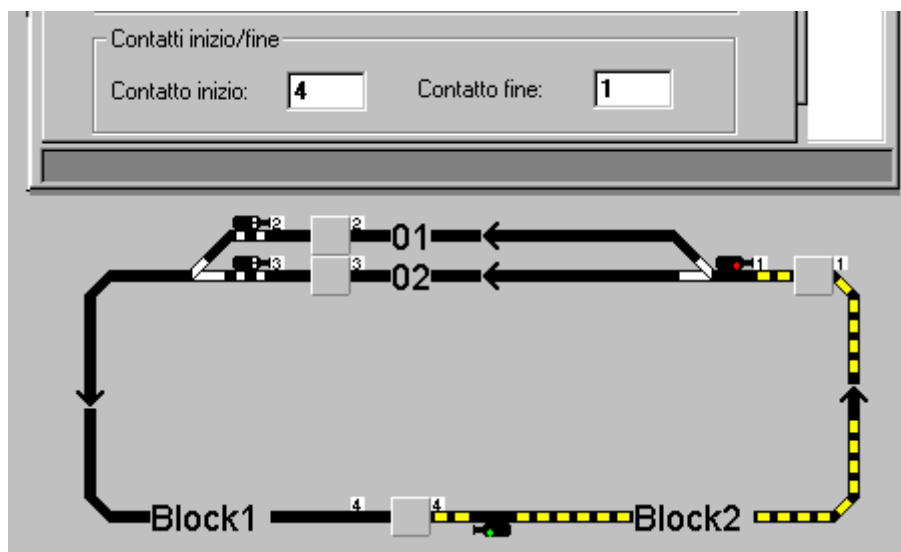 Contatti inizio/fine
Contatto inizio: 4 Contatto fine: 1
2 2 01
3 3 02 1 1
Block1 4 4 Block2